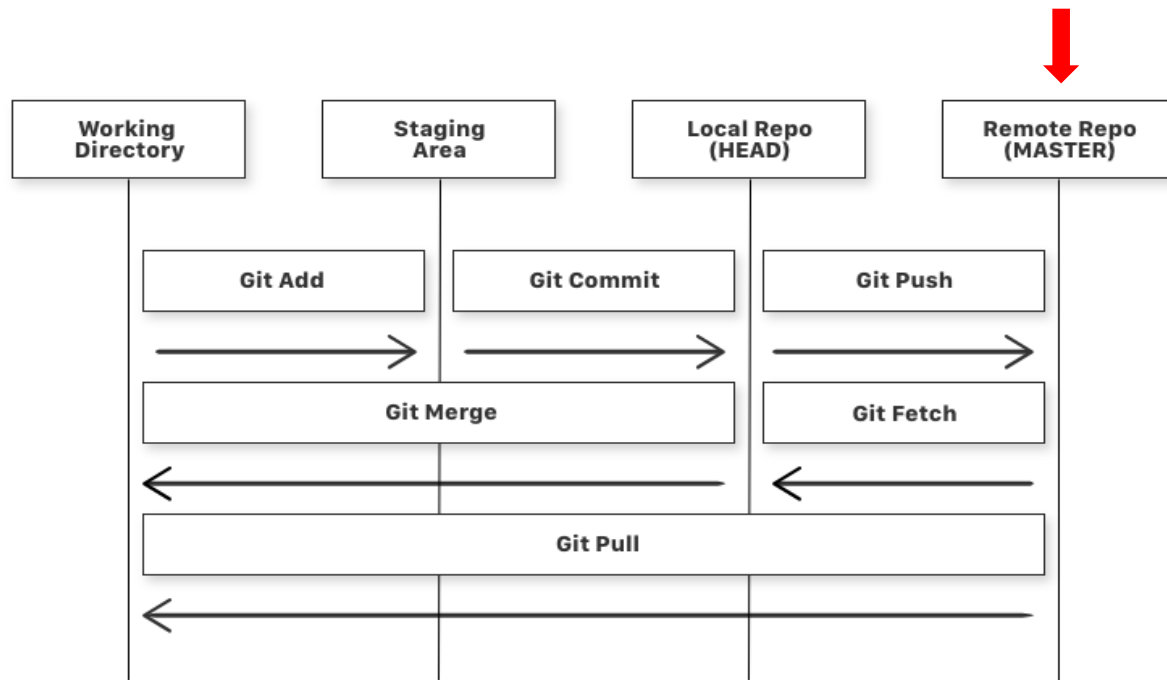 Working
Directory
Staging
Area
Local Repo
(HEAD)
Remote Repo
(MASTER)
Git Add
Git Commit
Git Push
Git Merge
Git Fetch
Git Pull